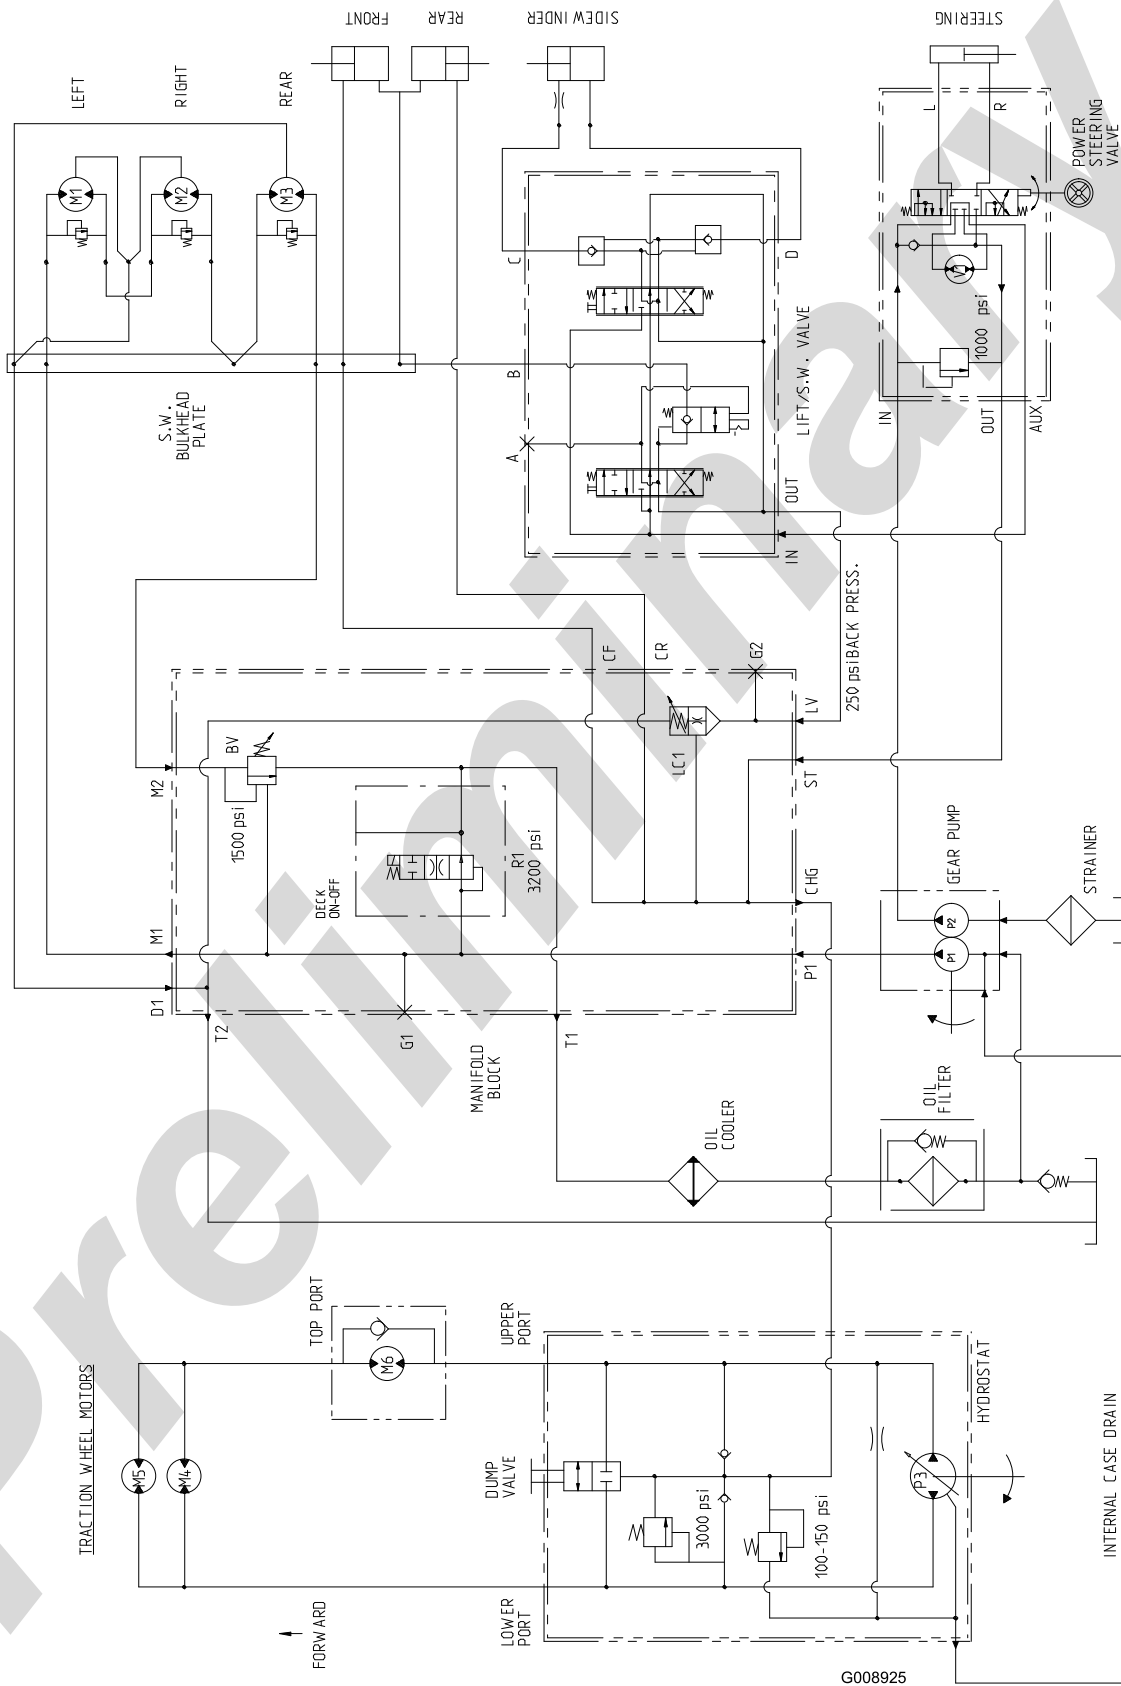 FRONT
REAR
SIDEWINDER
STEERING
LEFT
RIGHT
REAR
M1
M2
M3
L
R
POWER
STEERING
VALVE
V1
1000 psi
C
D
S.W.
BULKHEAD
PLATE
B
A
LIFT/S.W. VALVE
IN
OUT
AUX
OUT
IN
250 psi BACK PRESS.
CF
CR
G2
LV
BV
M2
1500 psi
LC1
ST
DECK
ON-OFF
R1
3200 psi
CHG
GEAR PUMP
STRAINER
M1
P1
P2
P1
D1
T2
G1
T1
MANIFOLD
BLOCK
OIL
COOLER
OIL
FILTER
TRACTION WHEEL MOTORS
TOP PORT
M6
UPPER
PORT
HYDROSTAT
M5
M4
DUMP
VALVE
3000 psi
100-150 psi
P3
INTERNAL CASE DRAIN
LOWER
PORT
FORWARD
G008925
Preliminary